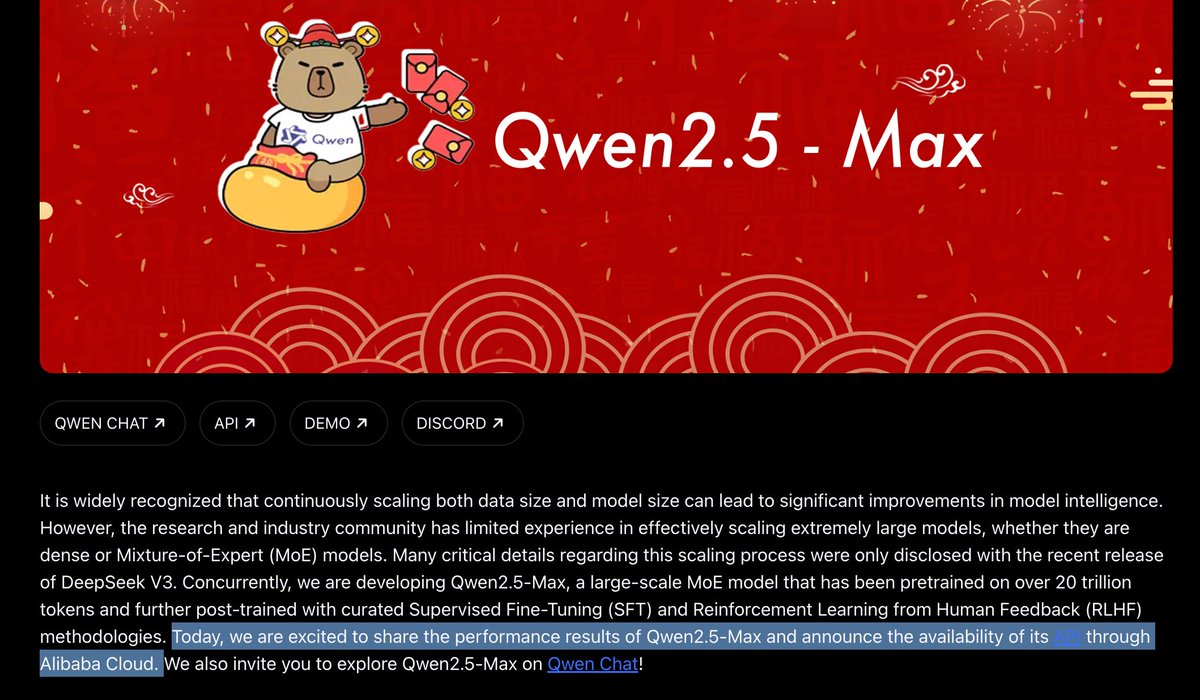 Qwen
Qwen2.5 - Max
QWEN CHAT ↗
API ↗
DEMO ↗
DISCORD ↗
It is widely recognized that continuously scaling both data size and model size can lead to significant improvements in model intelligence.
However, the research and industry community has limited experience in effectively scaling extremely large models, whether they are
dense or Mixture-of-Expert (MoE) models. Many critical details regarding this scaling process were only disclosed with the recent release
of DeepSeek V3. Concurrently, we are developing Qwen2.5-Max, a large-scale MoE model that has been pretrained on over 20 trillion
tokens and further post-trained with curated Supervised Fine-Tuning (SFT) and Reinforcement Learning from Human Feedback (RLHF)
methodologies. Today, we are excited to share the performance results of Qwen2.5-Max and announce the availability of its API through
Alibaba Cloud. We also invite you to explore Qwen2.5-Max on Qwen Chat!